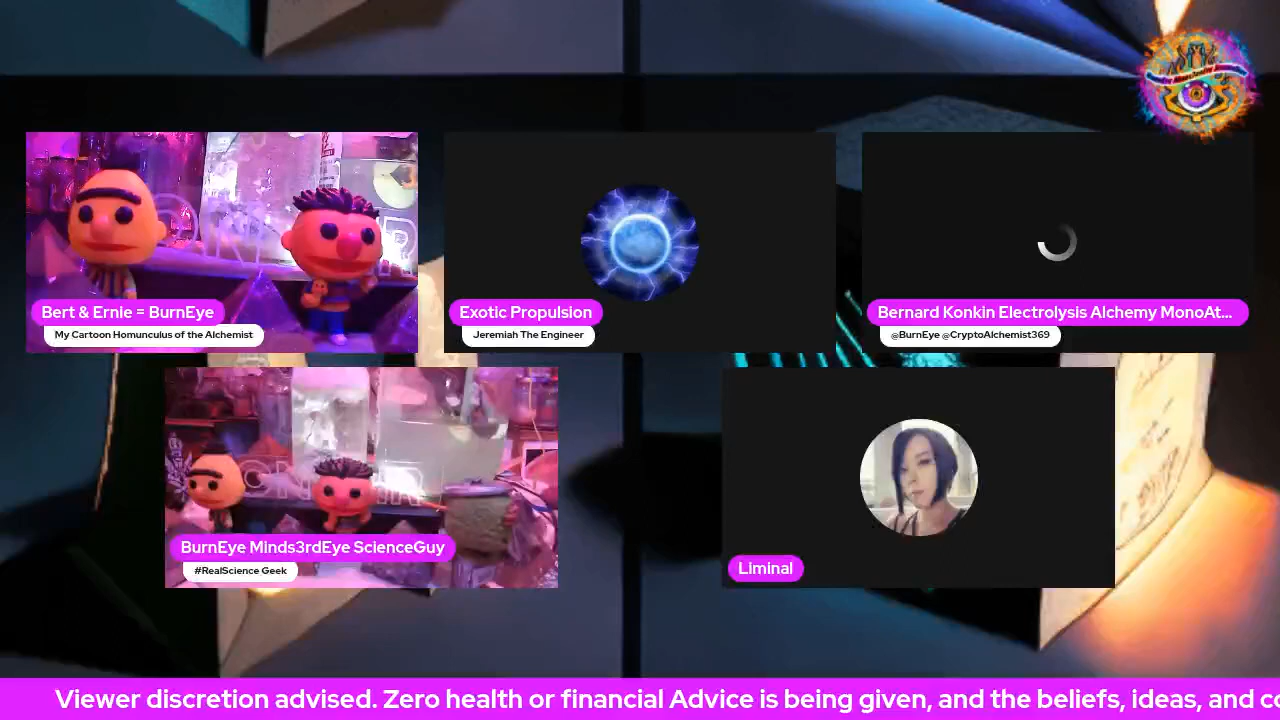 Bert & Ernie = BurnEye
My Cartoon Homunculus of the Alchemist
Exotic Propulsion
Jeremiah The Engineer
Bernard Konkin Electrolysis Alchemy MonoAt...
@BurnEye @CryptoAlchemist369
BurnEye Minds3rdEye ScienceGuy
#RealScience Geek
Liminal
Viewer discretion advised. Zero health or financial Advice is being given, and the beliefs, ideas, and